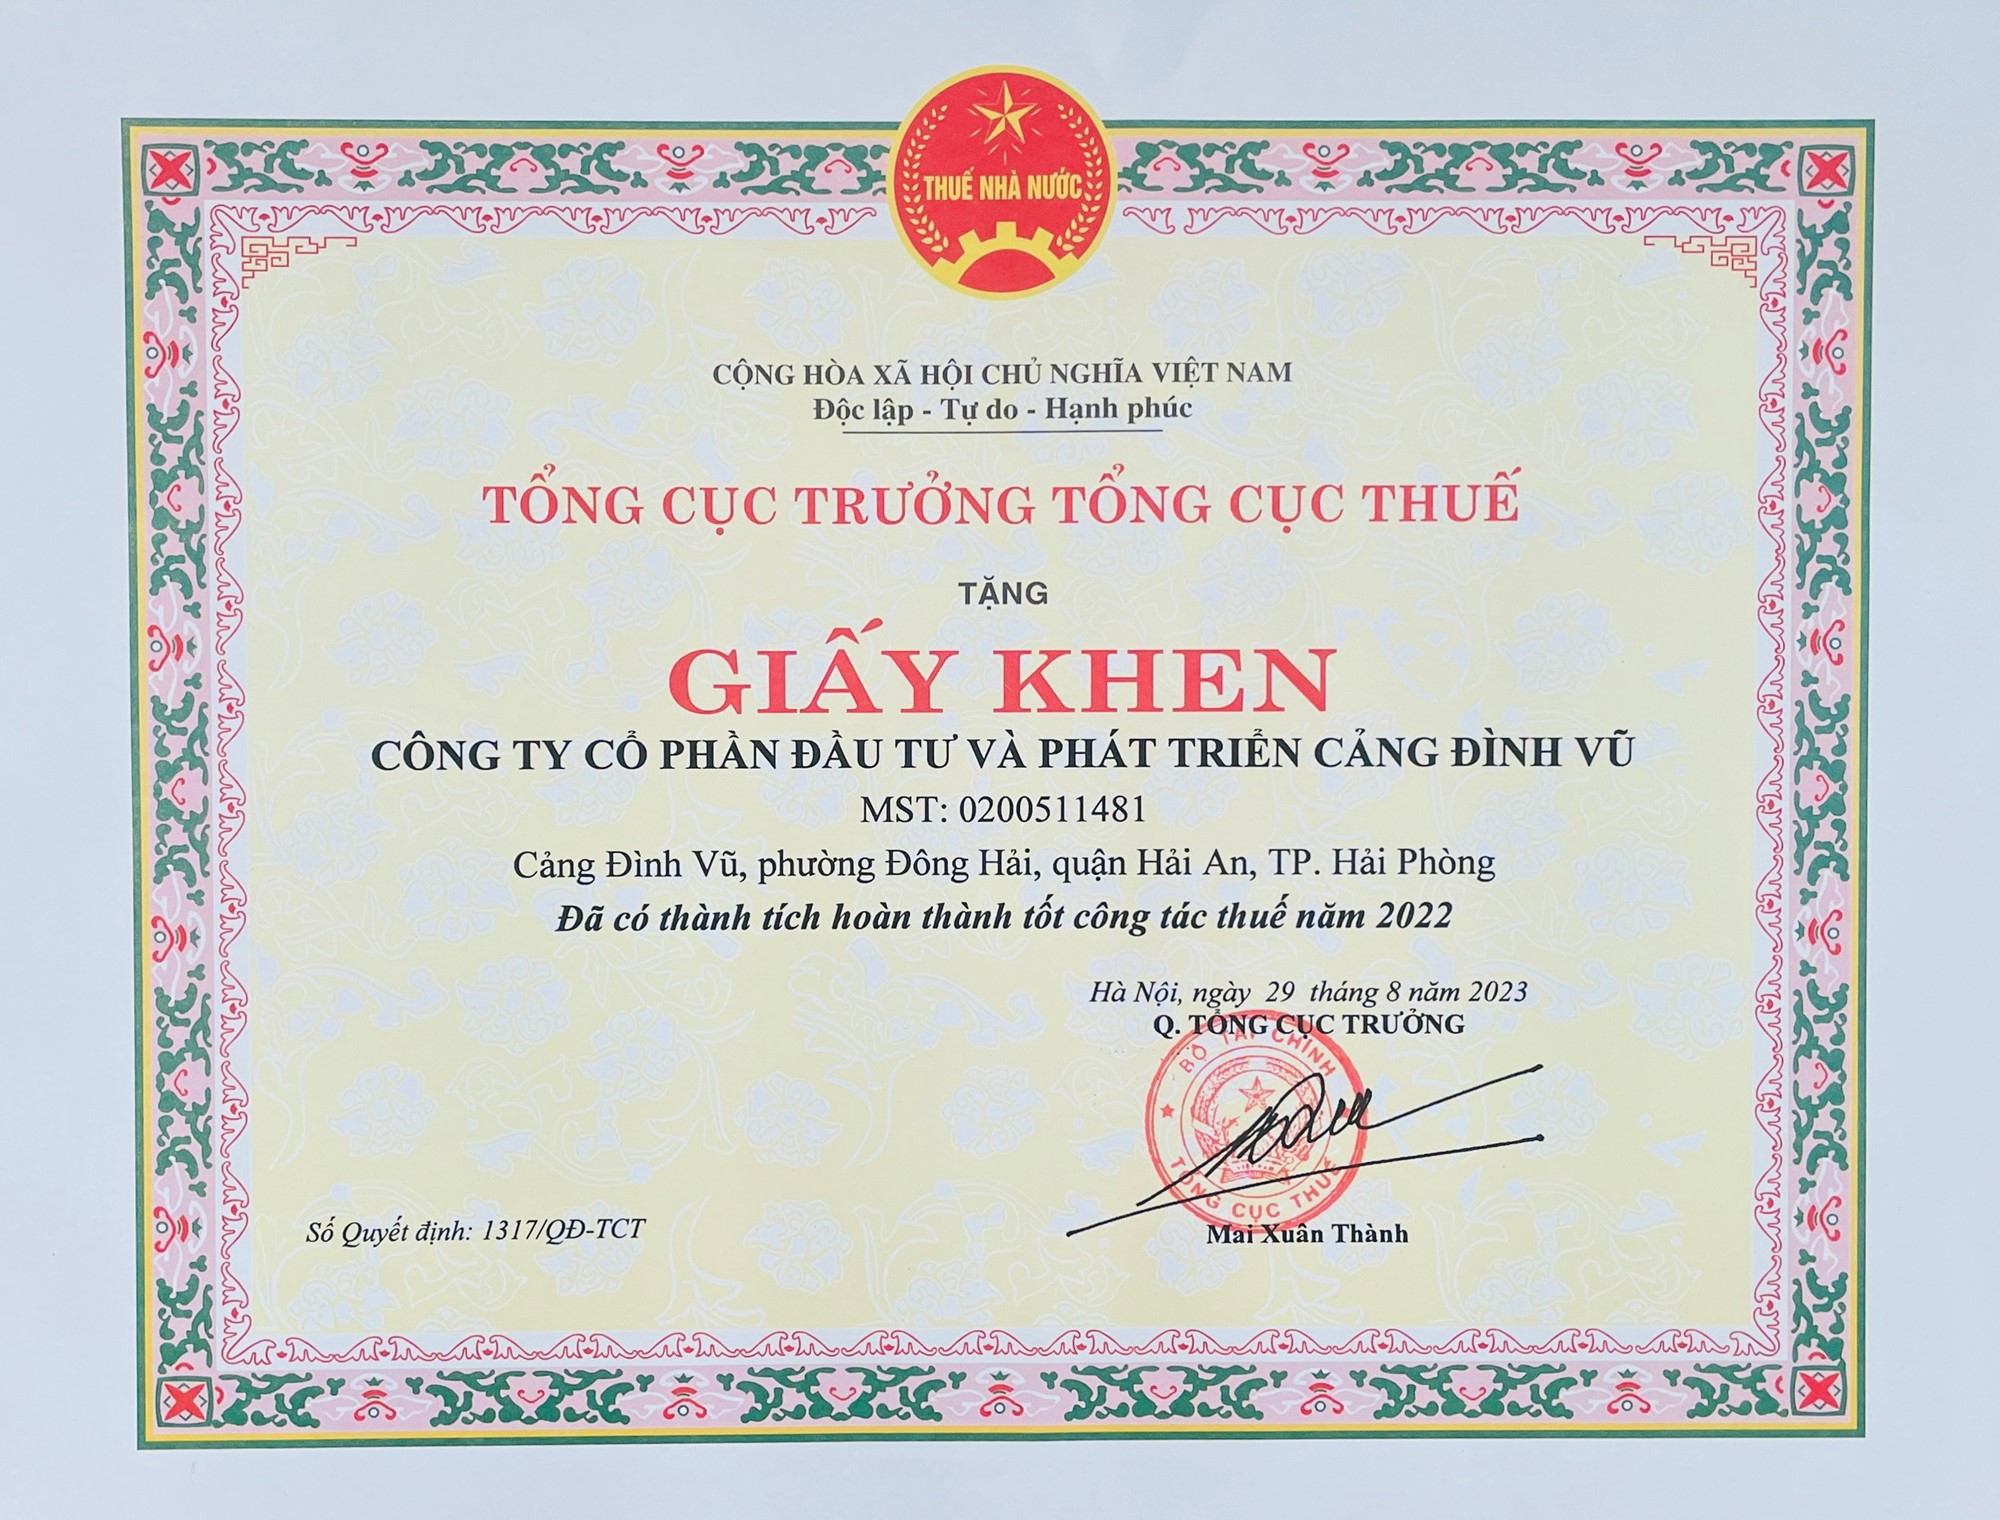 THUẾ NHÀ NƯỚC
CỘNG HÒA XÃ HỘI CHỦ NGHĨA VIỆT NAM
Độc lập - Tự do - Hạnh phúc
TỔNG CỤC TRƯỞNG TỔNG CỤC THUẾ
TẶNG
GIẤY KHEN
CÔNG TY CỔ PHẦN ĐẦU TƯ VÀ PHÁT TRIỂN CẢNG ĐÌNH VŨ
MST: 0200511481
Cảng Đình Vũ, phường Đông Hải, quận Hải An, TP. Hải Phòng
Đã có thành tích hoàn thành tốt công tác thuế năm 2022
Hà Nội, ngày 29 tháng 8 năm 2023
Q. TỔNG CỤC TRƯỞNG
BỘ TÀI CHÍNH
VIỆT NAM
TỔNG CỤC THUẾ
Số Quyết định: 1317/QĐ-TCT
Mai Xuân Thành